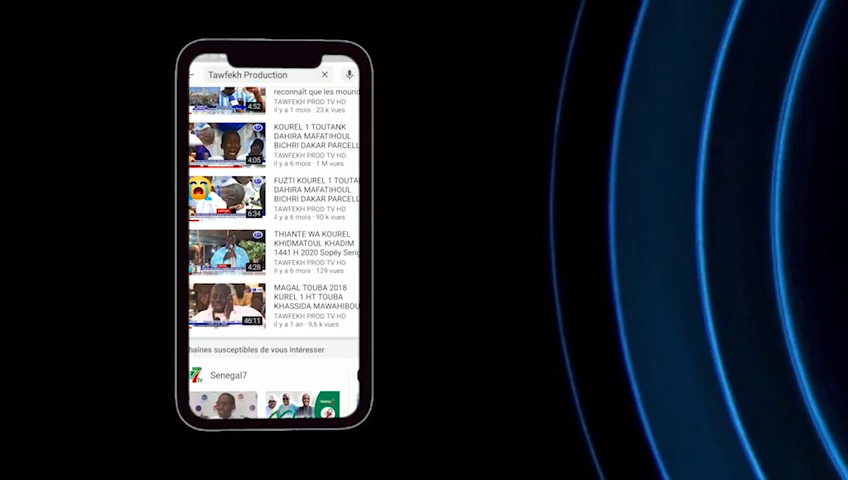 Tawfekh Production
reconnaît que les mourid
TAWFEKH PROD TV HD
il y a 1 mois · 23 k vues
4:52
KOUREL 1 TOUTANK
DAHIRA MAFATIHOUL
BICHRI DAKAR PARCELL
TAWFEKH PROD TV HD
il y a 6 mois · 1 M vues
4:05
FUZTI KOUREL 1 TOUTAN
DAHIRA MAFATIHOUL
BICHRI DAKAR PARCELL
TAWFEKH PROD TV HD
il y a 6 mois · 90 k vues
6:34
THIANTE WA KOUREL
KHIDMATOUL KHADIM
1441 H 2020 Sopéy Serig
TAWFEKH PROD TV HD
il y a 6 mois · 129 vues
4:28
MAGAL TOUBA 2018
KUREL 1 HT TOUBA
KHASSIDA MAWAHIBOU
TAWFEKH PROD TV HD
il y a 1 an · 9,6 k vues
46:11
haînes susceptibles de vous intéresser
Senegal7